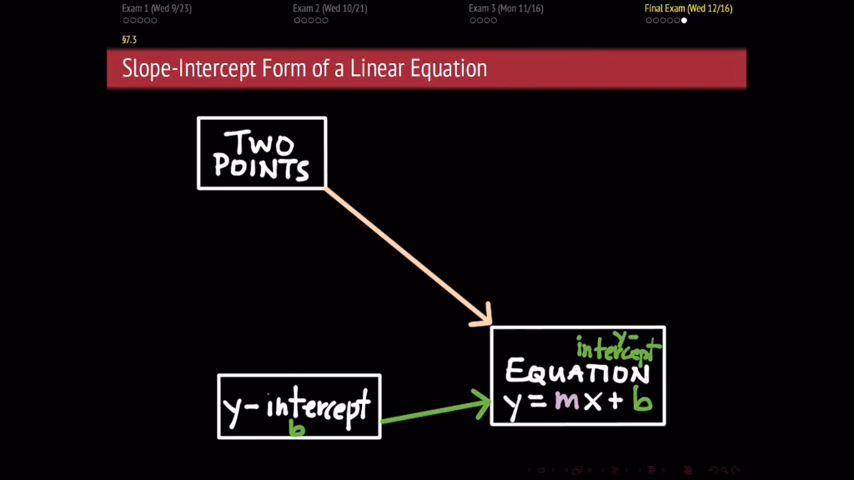 Exam 1 (Wed 9/23) Exam 2 (Wed 10/21) Exam 3 (Mon 11/16) Final Exam (Wed 12/16)
§7.3
Slope-Intercept Form of a Linear Equation
TWO
POINTS
y-
intercept
EQUATION
y = mx + b
y-intercept
b